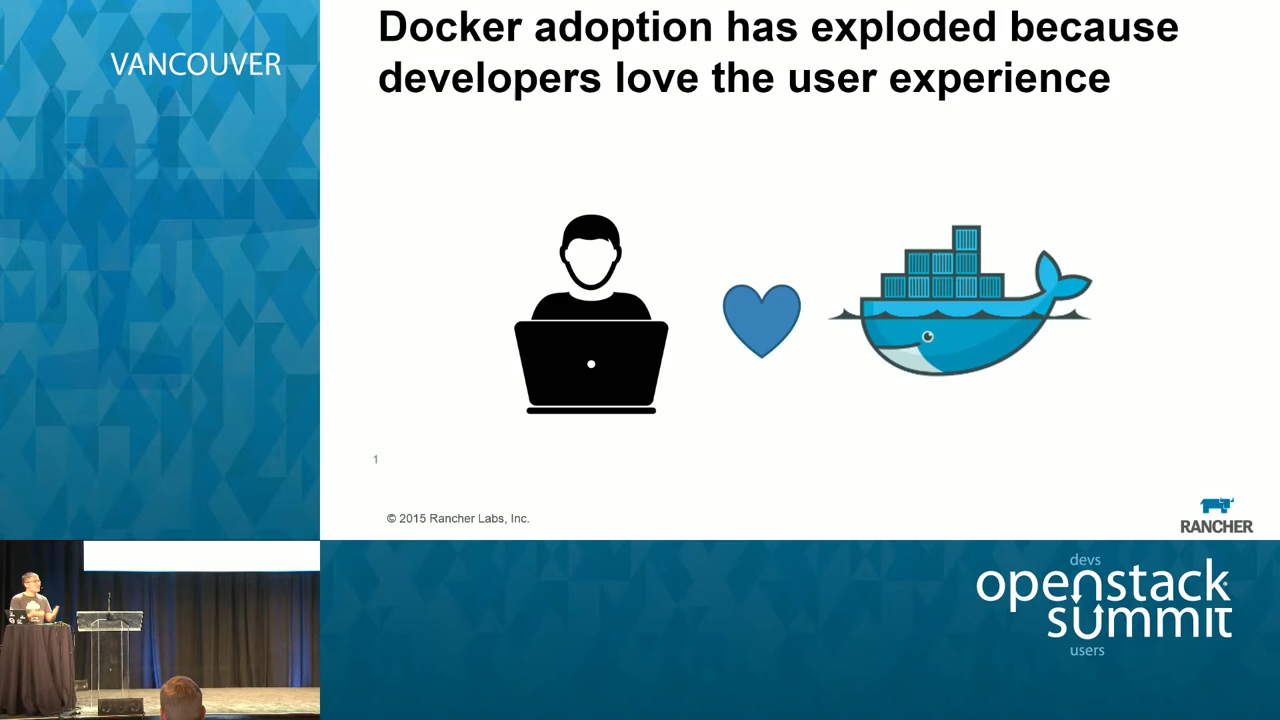 VANCOUVER
Docker adoption has exploded because
developers love the user experience
1
© 2015 Rancher Labs, Inc.
RANCHER
devs
openstack
summit
users